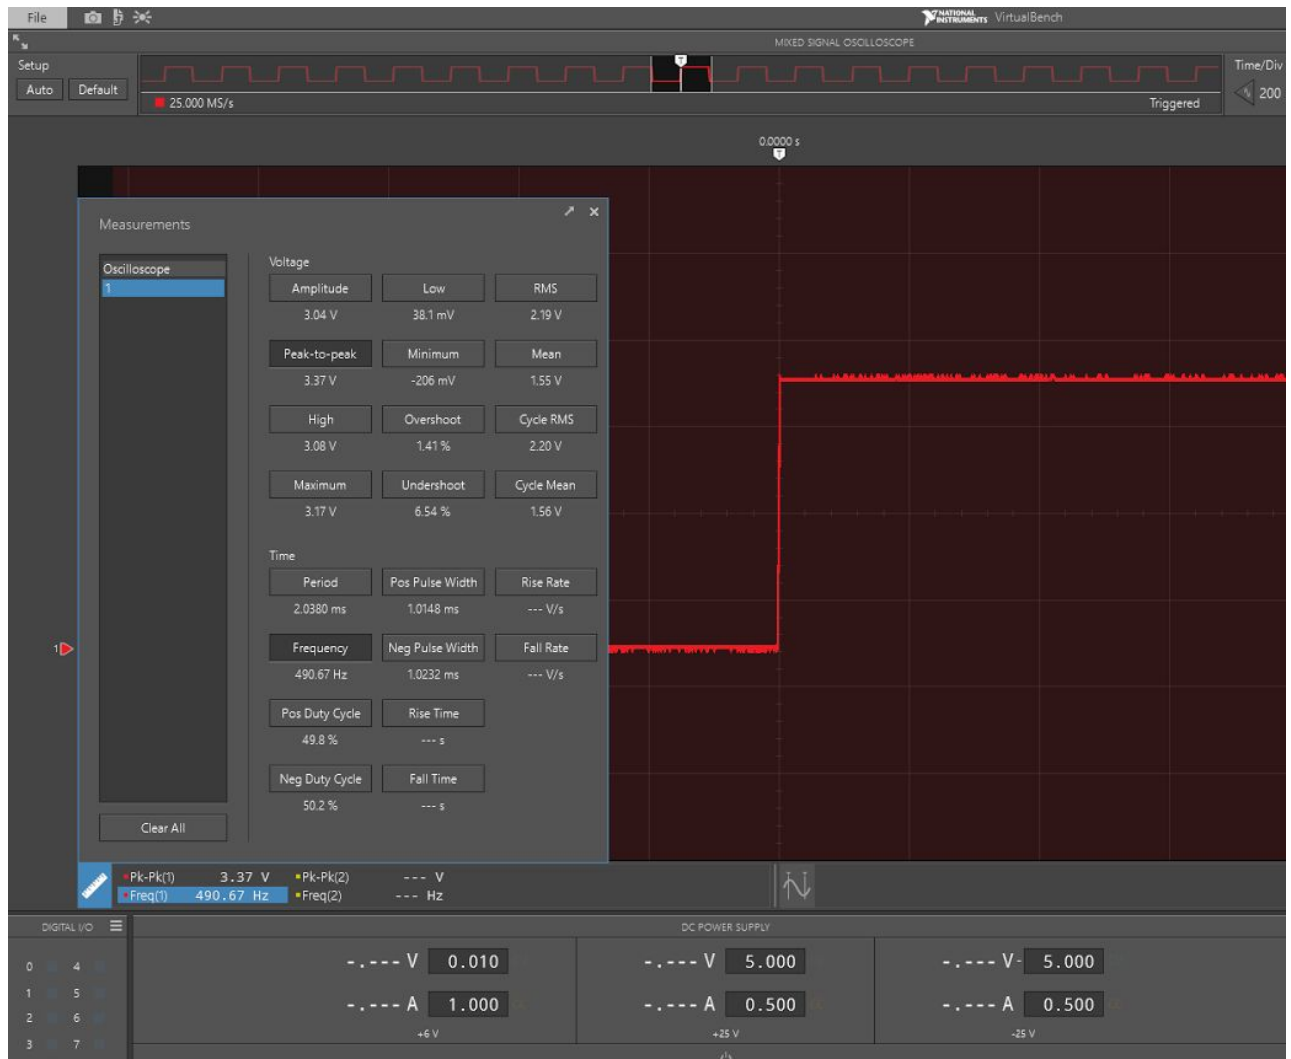 File
NATIONAL INSTRUMENTS VirtualBench
MIXED SIGNAL OSCILLOSCOPE
Setup
Auto Default
25.000 MS/s
Triggered
Time/Div
200
0.0000 s
T
Measurements
Oscilloscope
1
Voltage
Amplitude Low RMS
3.04 V 38.1 mV 2.19 V
Peak-to-peak Minimum Mean
3.37 V -206 mV 1.55 V
High Overshoot Cycle RMS
3.08 V 1.41 % 2.20 V
Maximum Undershoot Cycle Mean
3.17 V 6.54 % 1.56 V
Time
Period Pos Pulse Width Rise Rate
2.0380 ms 1.0148 ms --- V/s
Frequency Neg Pulse Width Fall Rate
490.67 Hz 1.0232 ms --- V/s
Pos Duty Cycle Rise Time
49.8 % --- s
Neg Duty Cycle Fall Time
50.2 % --- s
Clear All
1
Pk-Pk(1) 3.37 V Pk-Pk(2) --- V
Freq(1) 490.67 Hz Freq(2) --- Hz
DIGITAL I/O
0 4
1 5
2 6
3 7
DC POWER SUPPLY
-.--- V 0.010 -.--- V 5.000 -.--- V- 5.000
-.--- A 1.000 -.--- A 0.500 -.--- A 0.500
+6 V +25 V -25 V